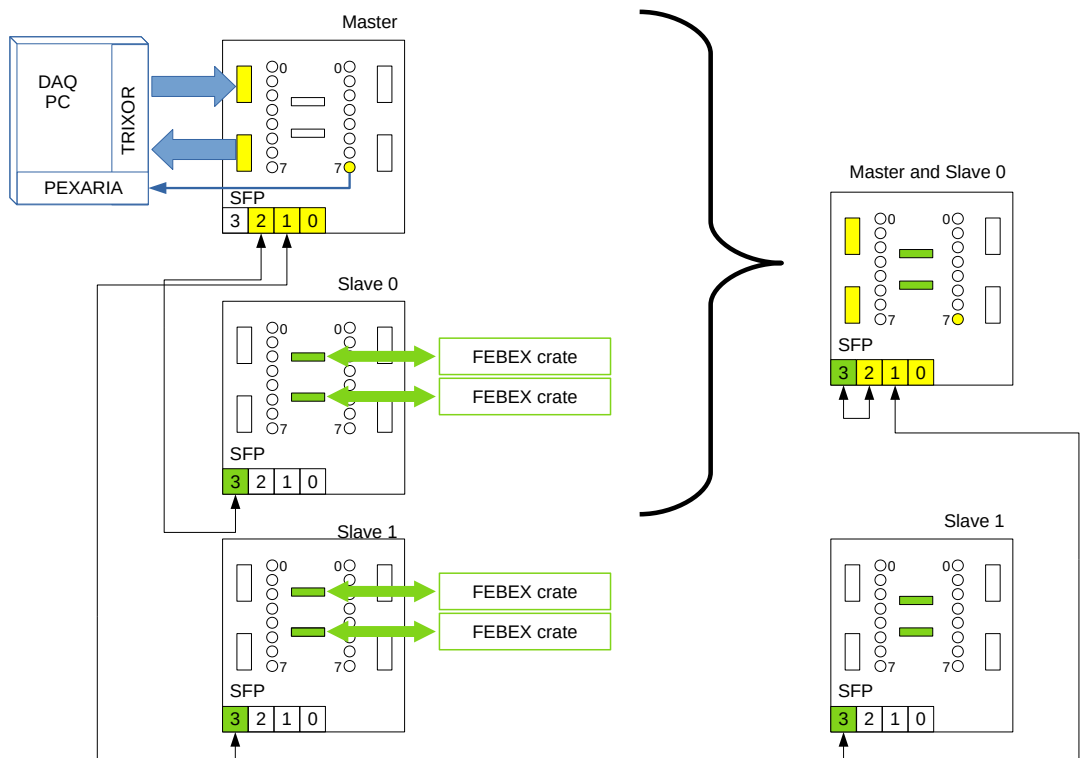 Master
DAQ
PC
TRIXOR
PEXARIA
0 0
7 7
SFP
3 2 1 0
Slave 0
0 0
7 7
SFP
3 2 1 0
FEBEX crate
FEBEX crate
Slave 1
0 0
7 7
SFP
3 2 1 0
FEBEX crate
FEBEX crate
Master and Slave 0
0 0
7 7
SFP
3 2 1 0
Slave 1
0 0
7 7
SFP
3 2 1 0